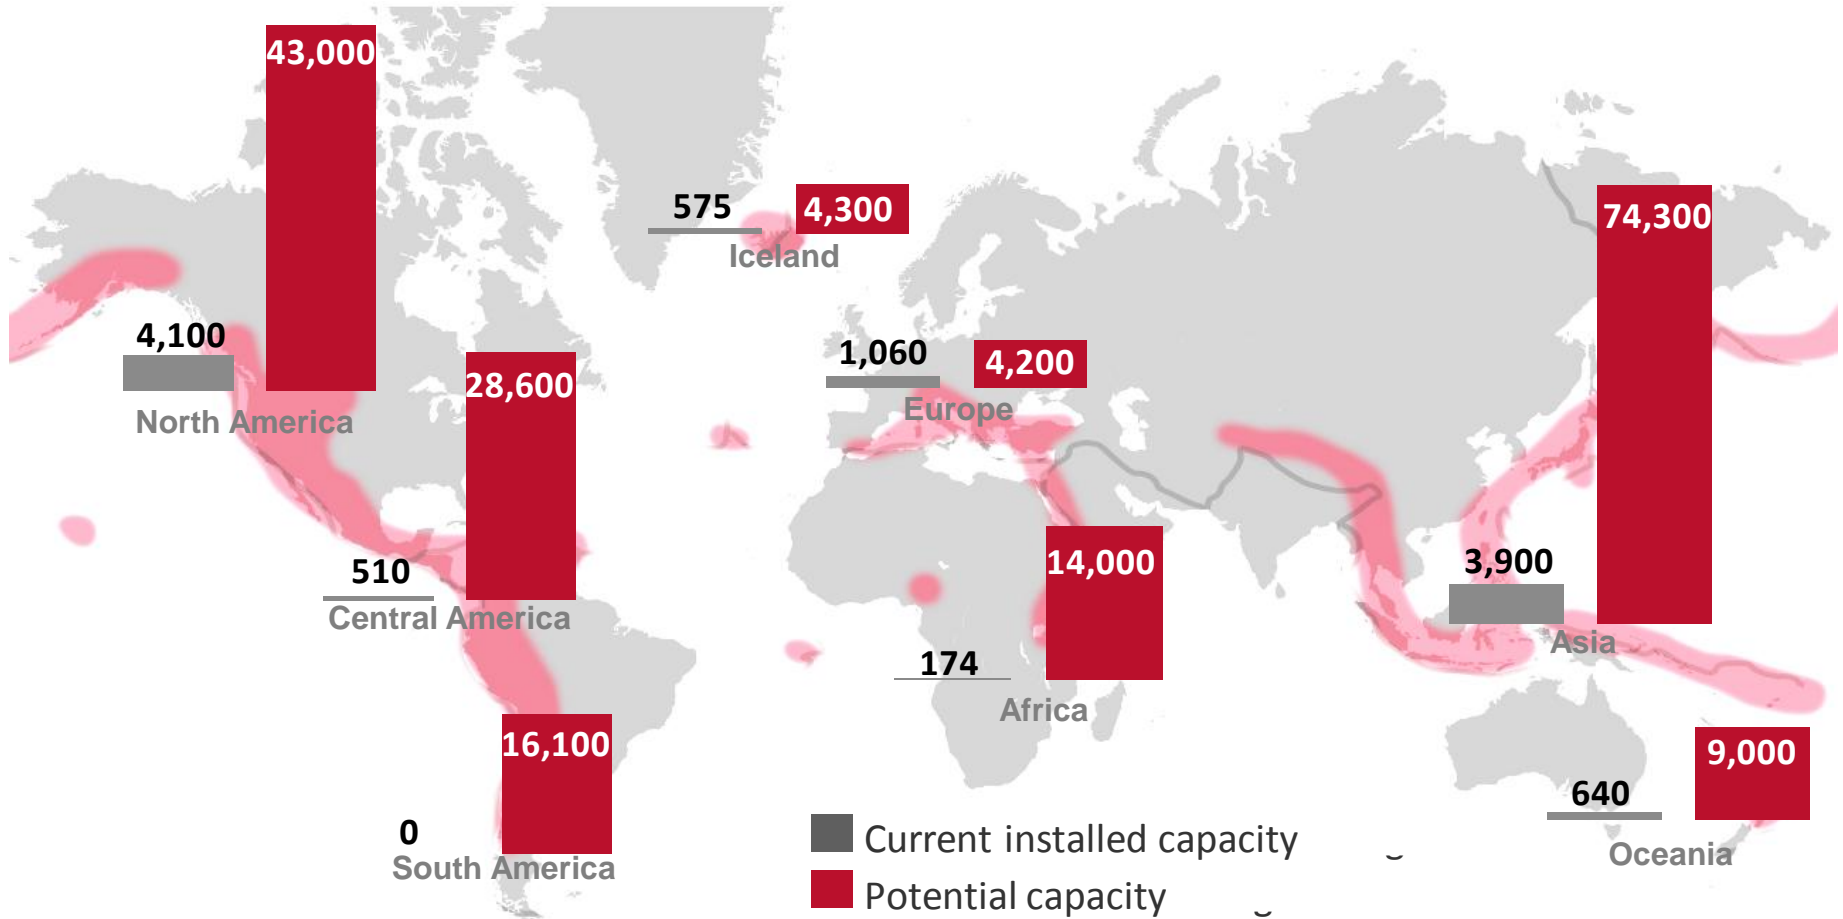 43,000
4,100
North America
28,600
510
Central America
16,100
0
South America
575
4,300
Iceland
1,060
4,200
Europe
14,000
174
Africa
74,300
3,900
Asia
9,000
640
Oceania
Current installed capacity
Potential capacity